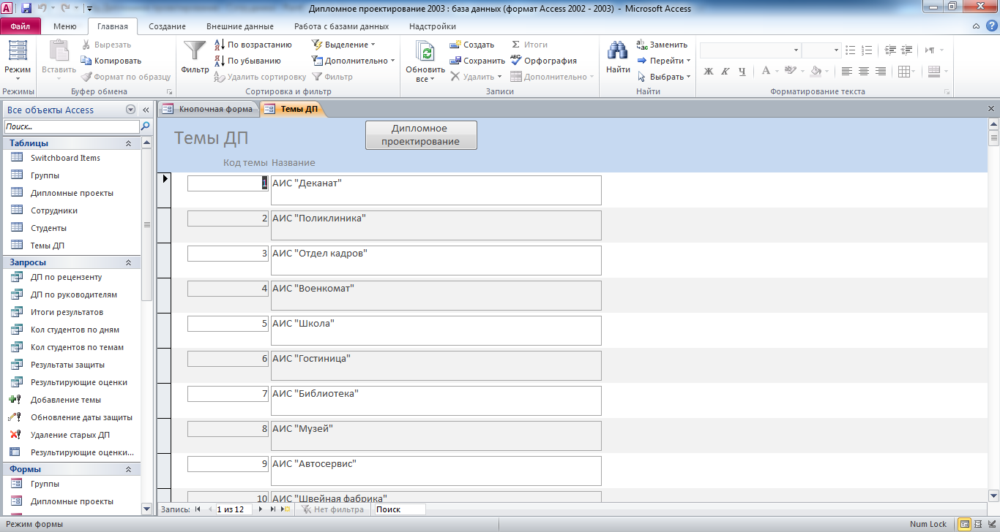 Дипломное проектирование 2003 : база данных (формат Access 2002 - 2003) - Microsoft Access
Файл Меню Главная Создание Внешние данные Работа с базами данных Надстройки
Режим
Режимы
Вставить
Вырезать
Копировать
Формат по образцу
Буфер обмена
Фильтр
По возрастанию
По убыванию
Удалить сортировку
Выделение
Дополнительно
Фильтр
Сортировка и фильтр
Обновить
все
Создать
Сохранить
Удалить
Итоги
Орфография
Дополнительно
Записи
Найти
Заменить
Перейти
Выбрать
Найти
Ж К Ч
Форматирование текста
Все объекты Access
Поиск...
Таблицы
Switchboard Items
Группы
Дипломные проекты
Сотрудники
Студенты
Темы ДП
Запросы
ДП по рецензенту
ДП по руководителям
Итоги результатов
Кол студентов по дням
Кол студентов по темам
Результаты защиты
Результирующие оценки
Добавление темы
Обновление даты защиты
Удаление старых ДП
Результирующие оценки...
Формы
Группы
Дипломные проекты
Кнопочная форма Темы ДП
Темы ДП
Дипломное
проектирование
Код темы Название
1 АИС "Деканат"
2 АИС "Поликлиника"
3 АИС "Отдел кадров"
4 АИС "Военкомат"
5 АИС "Школа"
6 АИС "Гостиница"
7 АИС "Библиотека"
8 АИС "Музей"
9 АИС "Автосервис"
10 АИС "Швейная фабрика"
Запись: 1 из 12 Нет фильтра Поиск
Режим формы Num Lock